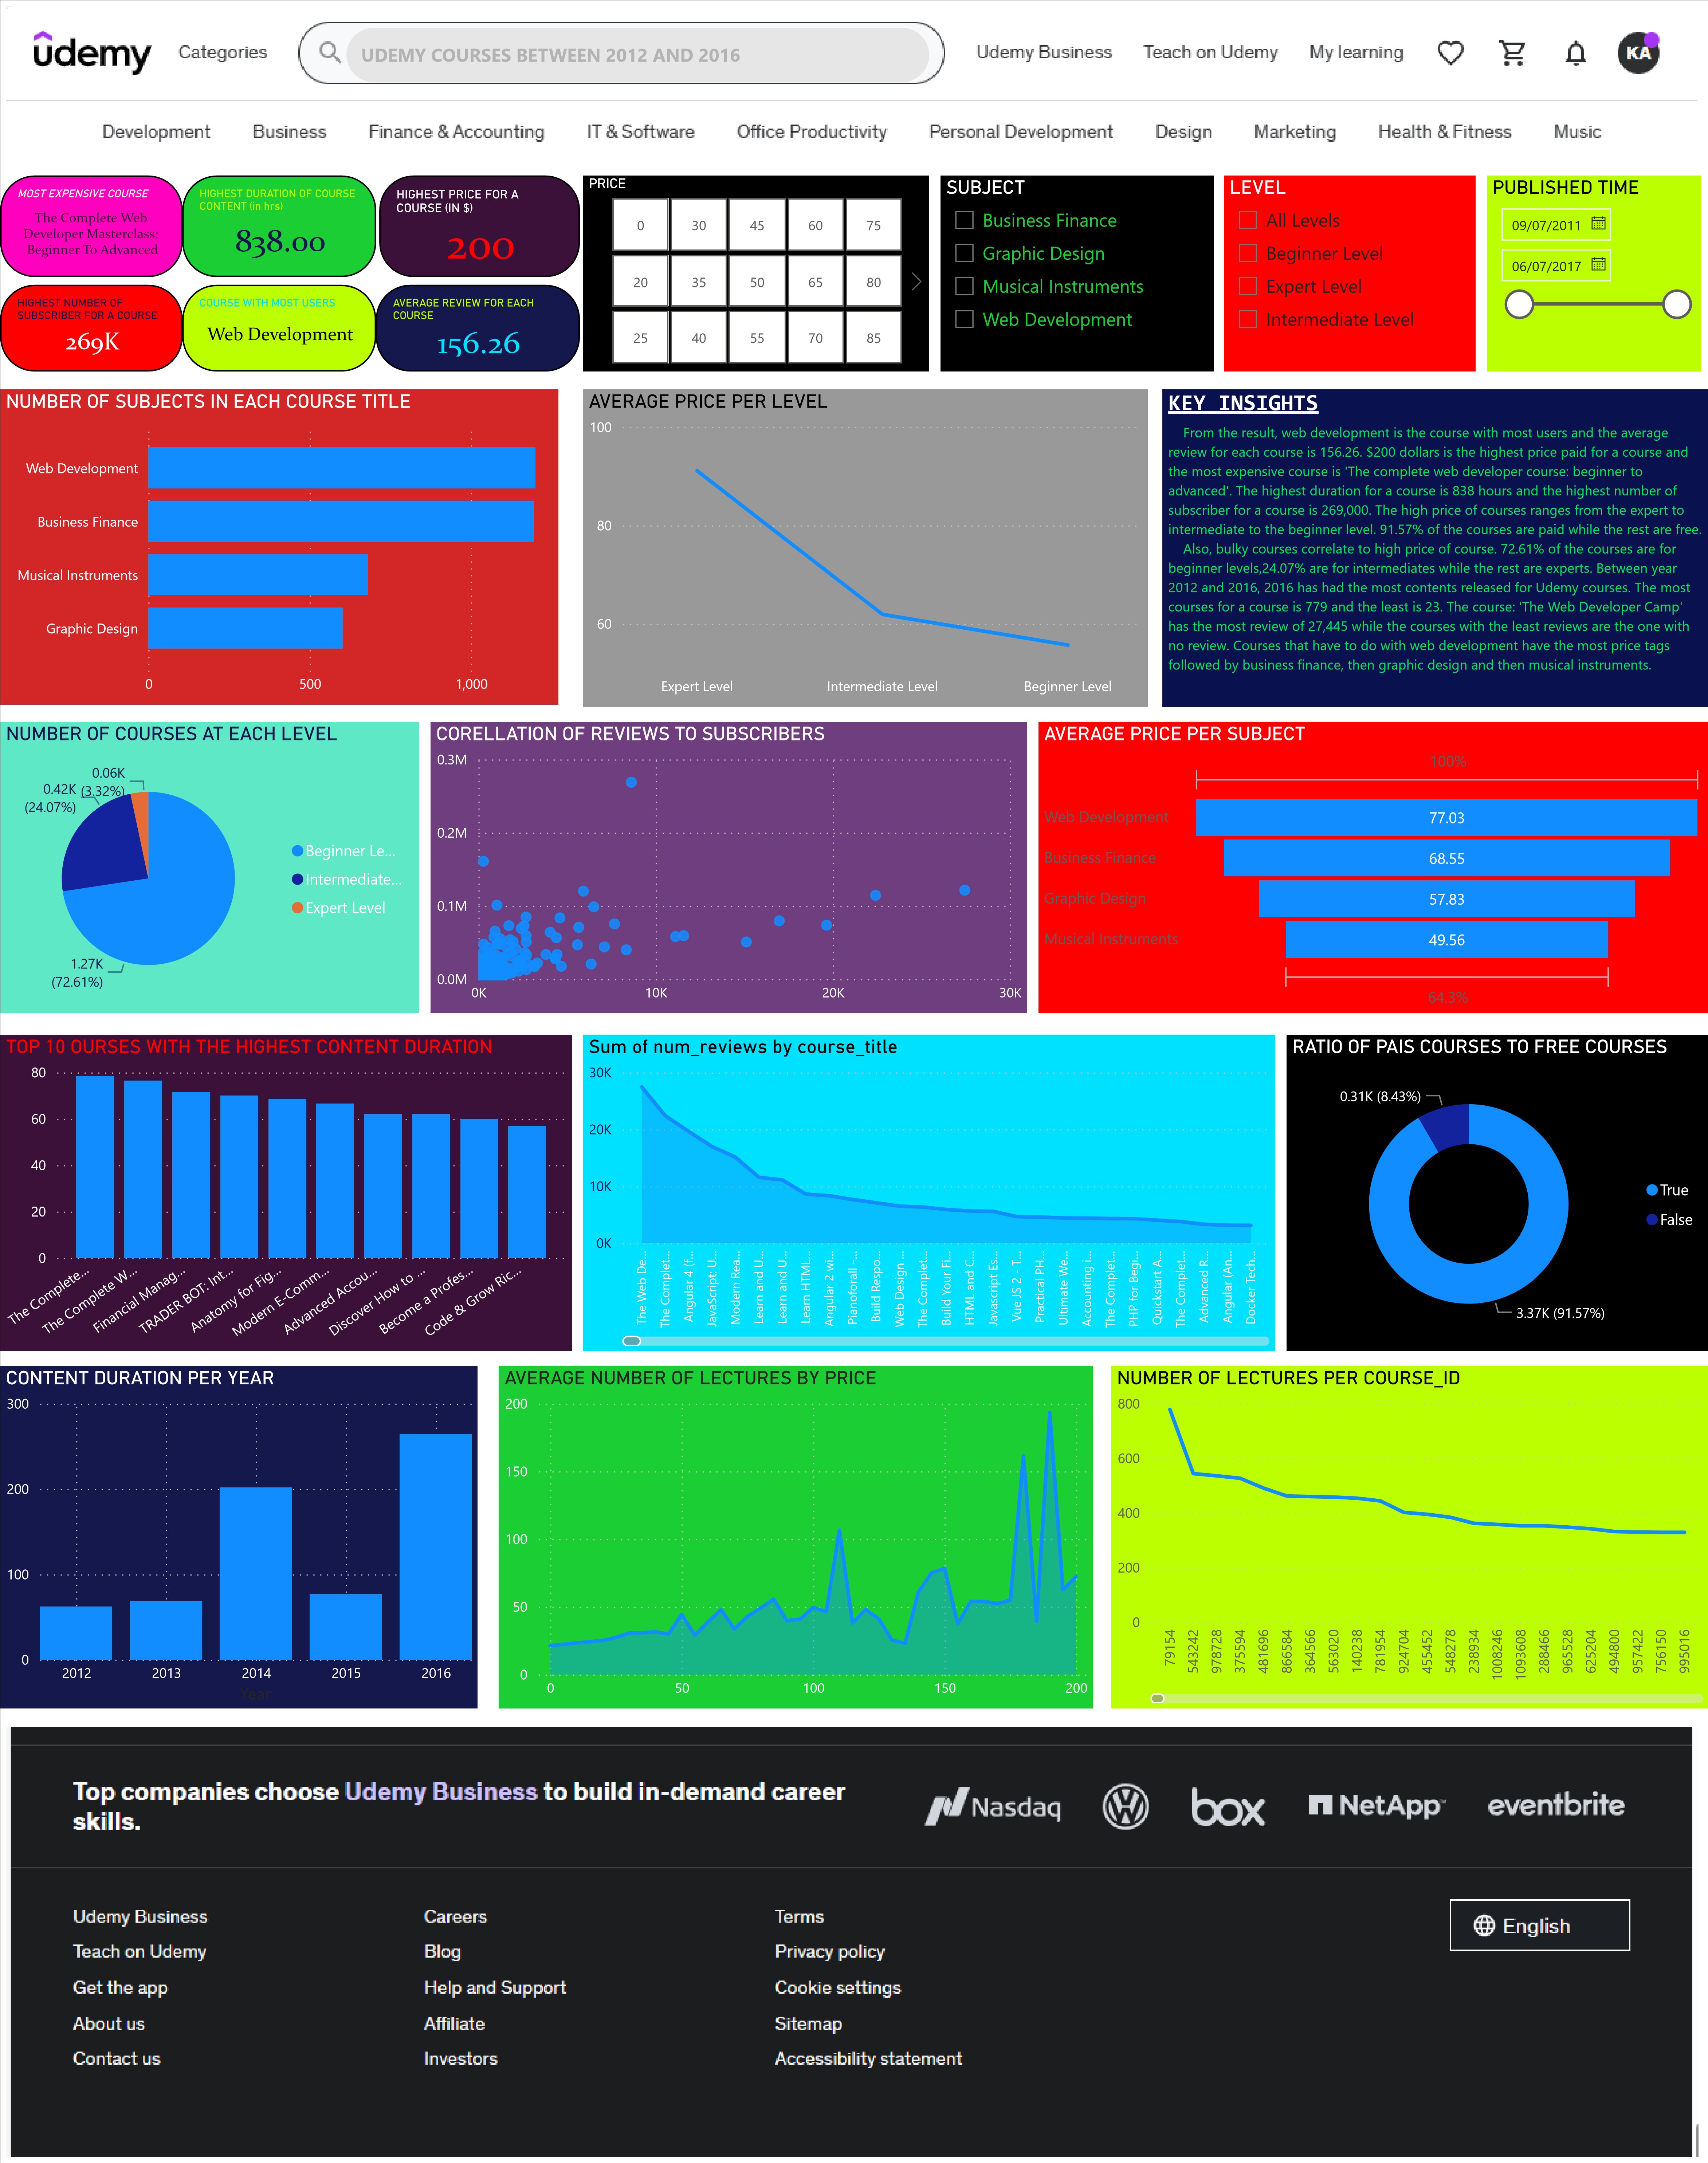 udemy
Categories
UDEMY COURSES BETWEEN 2012 AND 2016
Udemy Business
Teach on Udemy
My learning
KA
Development
Business
Finance & Accounting
IT & Software
Office Productivity
Personal Development
Design
Marketing
Health & Fitness
Music
MOST EXPENSIVE COURSE
The Complete Web
Developer Masterclass:
Beginner To Advanced
HIGHEST DURATION OF COURSE
CONTENT (in hrs)
838.00
HIGHEST PRICE FOR A
COURSE (IN $)
200
HIGHEST NUMBER OF
SUBSCRIBER FOR A COURSE
269K
COURSE WITH MOST USERS
Web Development
AVERAGE REVIEW FOR EACH
COURSE
156.26
PRICE
0 30 45 60 75
20 35 50 65 80
25 40 55 70 85
SUBJECT
Business Finance
Graphic Design
Musical Instruments
Web Development
LEVEL
All Levels
Beginner Level
Expert Level
Intermediate Level
PUBLISHED TIME
09/07/2011
06/07/2017
NUMBER OF SUBJECTS IN EACH COURSE TITLE
Web Development
Business Finance
Musical Instruments
Graphic Design
0 500 1,000
AVERAGE PRICE PER LEVEL
100
80
60
Expert Level
Intermediate Level
Beginner Level
KEY INSIGHTS
From the result, web development is the course with most users and the average
review for each course is 156.26. $200 dollars is the highest price paid for a course and
the most expensive course is 'The complete web developer course: beginner to
advanced'. The highest duration for a course is 838 hours and the highest number of
subscriber for a course is 269,000. The high price of courses ranges from the expert to
intermediate to the beginner level. 91.57% of the courses are paid while the rest are free.
Also, bulky courses correlate to high price of course. 72.61% of the courses are for
beginner levels,24.07% are for intermediates while the rest are experts. Between year
2012 and 2016, 2016 has had the most contents released for Udemy courses. The most
courses for a course is 779 and the least is 23. The course: 'The Web Developer Camp'
has the most review of 27,445 while the courses with the least reviews are the one with
no review. Courses that have to do with web development have the most price tags
followed by business finance, then graphic design and then musical instruments.
NUMBER OF COURSES AT EACH LEVEL
0.06K
(3.32%)
0.42K
(24.07%)
1.27K
(72.61%)
Beginner Le...
Intermediate...
Expert Level
CORELLATION OF REVIEWS TO SUBSCRIBERS
0.3M
0.2M
0.1M
0.0M
0K 10K 20K 30K
AVERAGE PRICE PER SUBJECT
100%
Web Development 77.03
Business Finance 68.55
Graphic Design 57.83
Musical Instruments 49.56
64.3%
TOP 10 OURSES WITH THE HIGHEST CONTENT DURATION
80
60
40
20
0
The Complete...
The Complete W...
Financial Manag...
TRADER BOT: Int...
Anatomy for Fig...
Modern E-Comm...
Advanced Accou...
Discover How to ...
Become a Profes...
Code & Grow Ric...
Sum of num_reviews by course_title
30K
20K
10K
0K
The Web De...
The Complet...
Angular 4 (f...
JavaScript: U...
Modern Rea...
Learn and U...
Learn and U...
Learn HTML...
Angular 2 wi...
Pianoforall -...
Build Respo...
Web Design ...
The Complet...
Build Your Fi...
HTML and C...
Javascript Es...
Vue JS 2 - T...
Practical PH...
Ultimate We...
Accounting i...
The Complet...
PHP for Begi...
Quickstart A...
The Complet...
Advanced R...
Angular (An...
Docker Tech...
RATIO OF PAIS COURSES TO FREE COURSES
0.31K (8.43%)
3.37K (91.57%)
True
False
CONTENT DURATION PER YEAR
300
200
100
0
2012 2013 2014 2015 2016
Year
AVERAGE NUMBER OF LECTURES BY PRICE
200
150
100
50
0
0 50 100 150 200
NUMBER OF LECTURES PER COURSE_ID
800
600
400
200
0
79154
543242
978728
375594
481696
866584
364566
563020
140238
781954
924704
455452
548278
238934
1008246
1093608
288466
965528
625204
494800
957422
756150
995016
Top companies choose Udemy Business to build in-demand career
skills.
Nasdaq
box
NetApp
eventbrite
Udemy Business
Teach on Udemy
Get the app
About us
Contact us
Careers
Blog
Help and Support
Affiliate
Investors
Terms
Privacy policy
Cookie settings
Sitemap
Accessibility statement
English